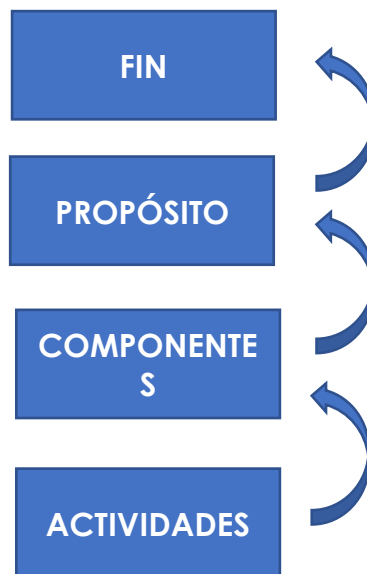 FIN
PROPÓSITO
COMPONENTE
S
ACTIVIDADES